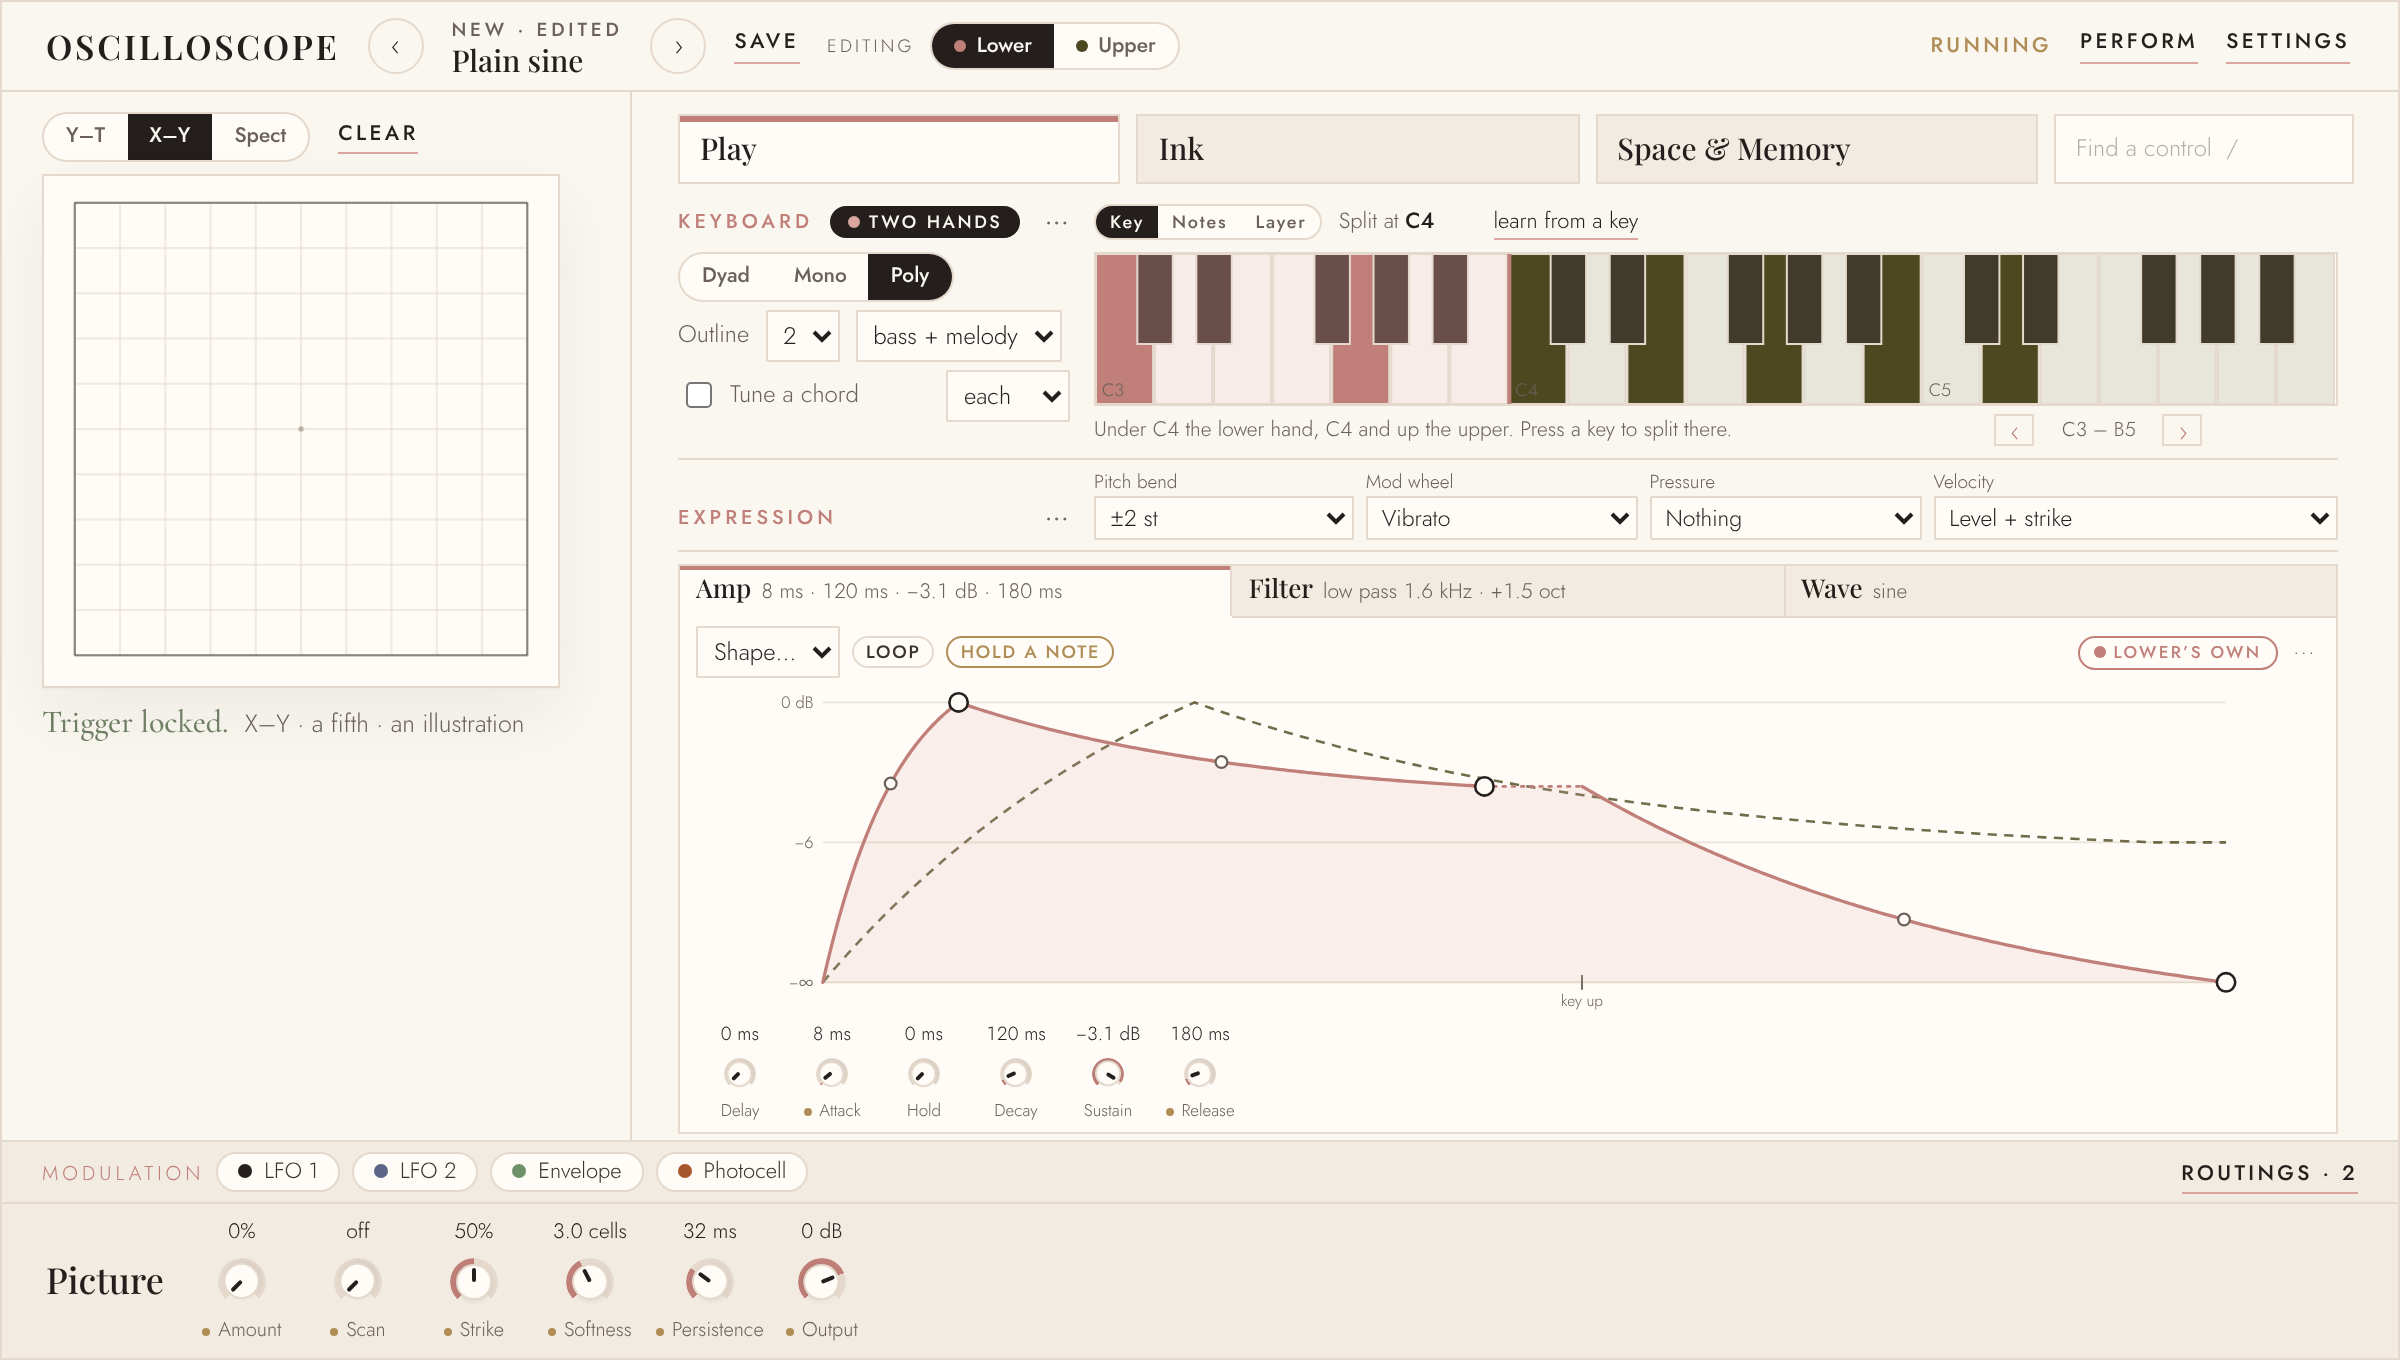 OSCILLOSCOPE ‹ NEW · EDITED › SAVE EDITING Lower Upper RUNNING PERFORM SETTINGS
Plain sine
Y–T X–Y Spect CLEAR
Play Ink Space & Memory Find a control /
KEYBOARD TWO HANDS ··· Key Notes Layer Split at C4 learn from a key
Dyad Mono Poly
Outline 2 bass + melody
Tune a chord each
C3 C4 C5
Under C4 the lower hand, C4 and up the upper. Press a key to split there. ‹ C3 – B5 ›
Pitch bend Mod wheel Pressure Velocity
EXPRESSION ··· ±2 st Vibrato Nothing Level + strike
Amp 8 ms · 120 ms · −3.1 dB · 180 ms Filter low pass 1.6 kHz · +1.5 oct Wave sine
Shape... LOOP HOLD A NOTE LOWER'S OWN ···
0 dB
−6
−∞
key up
Trigger locked. X–Y · a fifth · an illustration
0 ms 8 ms 0 ms 120 ms −3.1 dB 180 ms
Delay Attack Hold Decay Sustain Release
MODULATION LFO 1 LFO 2 Envelope Photocell ROUTINGS · 2
0% off 50% 3.0 cells 32 ms 0 dB
Picture
Amount Scan Strike Softness Persistence Output